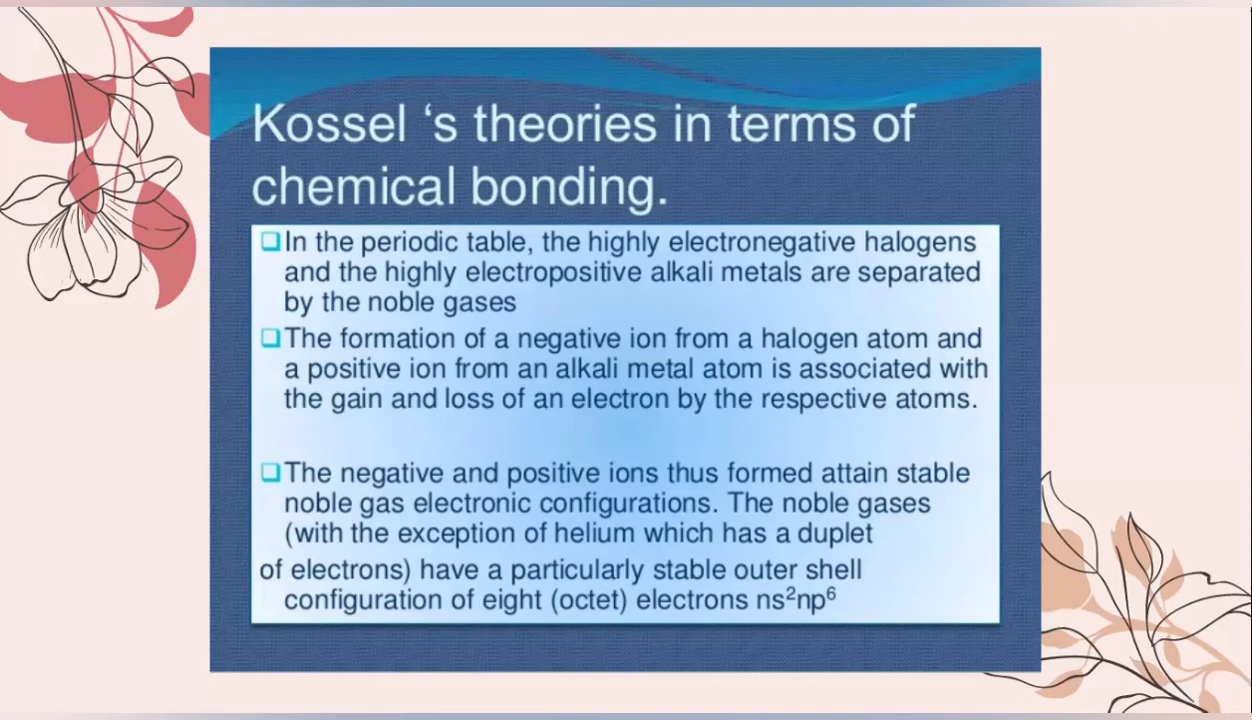 Kossel ‘s theories in terms of
chemical bonding.
❑In the periodic table, the highly electronegative halogens
and the highly electropositive alkali metals are separated
by the noble gases
❑The formation of a negative ion from a halogen atom and
a positive ion from an alkali metal atom is associated with
the gain and loss of an electron by the respective atoms.
❑The negative and positive ions thus formed attain stable
noble gas electronic configurations. The noble gases
(with the exception of helium which has a duplet
of electrons) have a particularly stable outer shell
configuration of eight (octet) electrons ns²np⁶